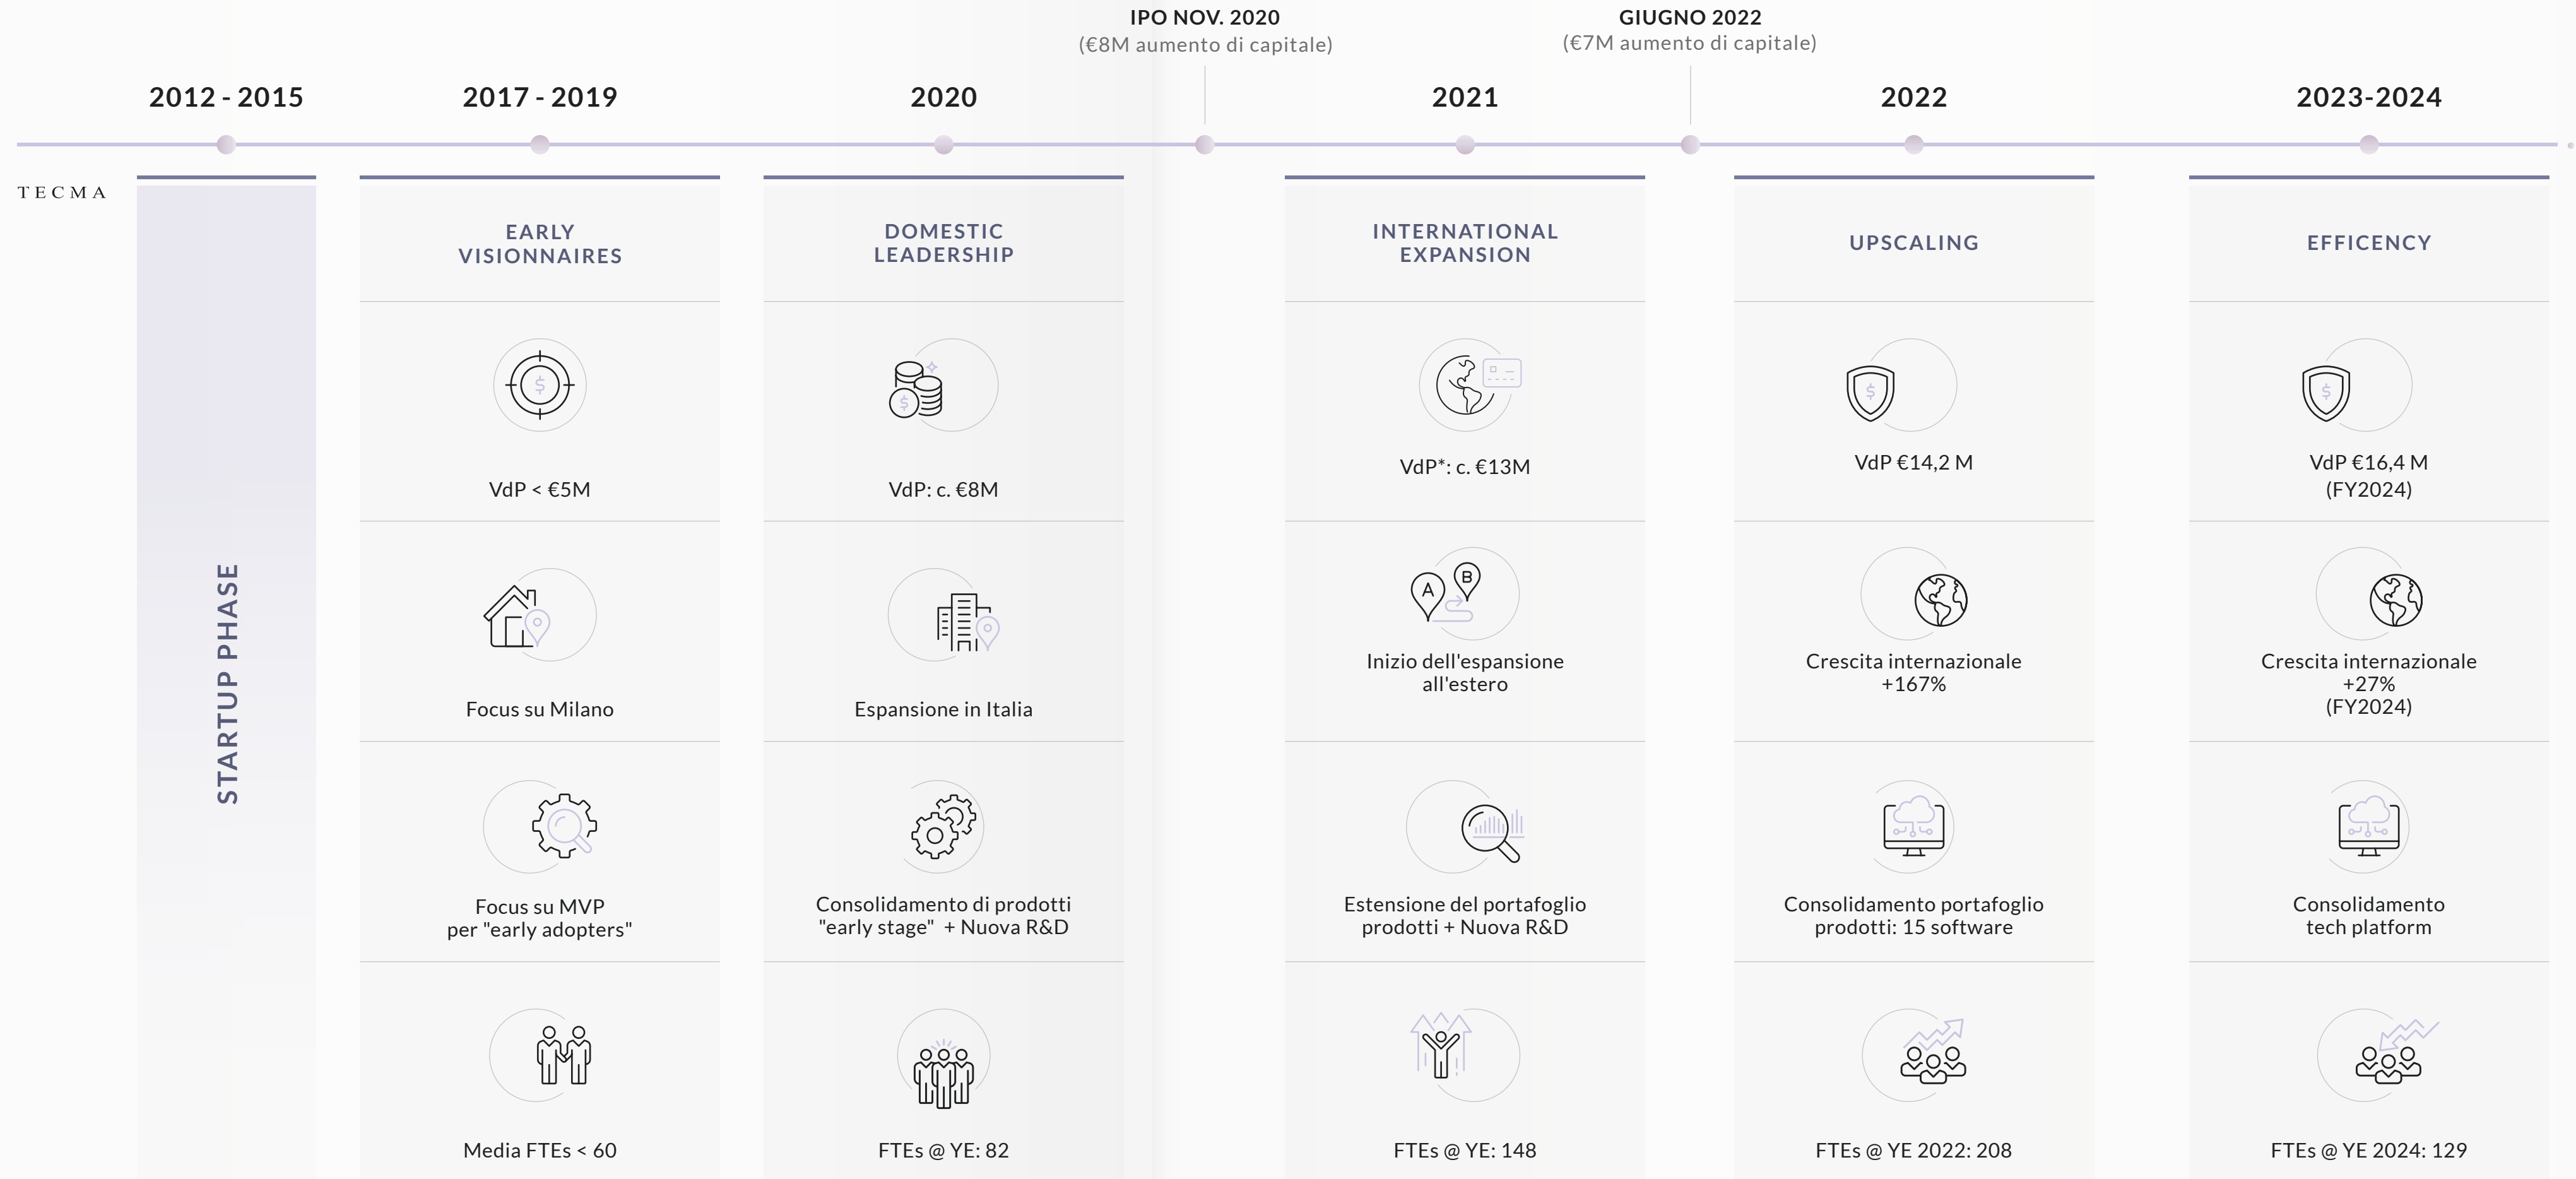 IPO NOV. 2020
(€8M aumento di capitale)
GIUGNO 2022
(€7M aumento di capitale)
2012 - 2015
2017 - 2019
2020
2021
2022
2023-2024
TECMA
STARTUP PHASE
EARLY
VISIONNAIRES
VdP < €5M
Focus su Milano
Focus su MVP
per "early adopters"
Media FTEs < 60
DOMESTIC
LEADERSHIP
VdP: c. €8M
Espansione in Italia
Consolidamento di prodotti
"early stage" + Nuova R&D
FTEs @ YE: 82
INTERNATIONAL
EXPANSION
VdP*: c. €13M
A
B
Inizio dell'espansione
all'estero
Estensione del portafoglio
prodotti + Nuova R&D
FTEs @ YE: 148
UPSCALING
VdP €14,2 M
Crescita internazionale
+167%
Consolidamento portafoglio
prodotti: 15 software
FTEs @ YE 2022: 208
EFFICENCY
VdP €16,4 M
(FY2024)
Crescita internazionale
+27%
(FY2024)
Consolidamento
tech platform
FTEs @ YE 2024: 129